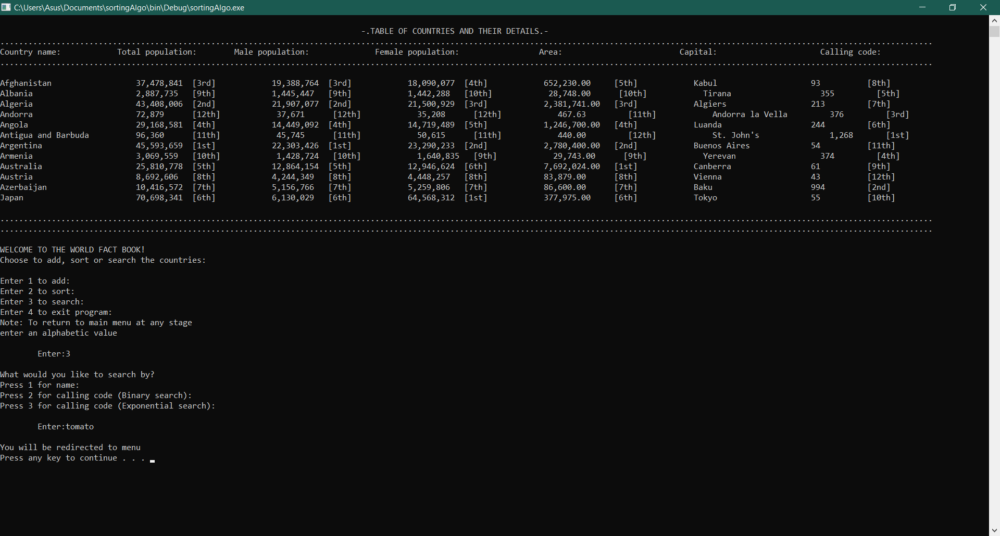 C:\Users\Asus\Documents\sortingAlgo\bin\Debug\sortingAlgo.exe
-.TABLE OF COUNTRIES AND THEIR DETAILS.-
Country name: Total population: Male population: Female population: Area: Capital: Calling code:
Afghanistan 37,478,841 [3rd] 19,388,764 [3rd] 18,090,077 [4th] 652,230.00 [5th] Kabul 93 [8th]
Albania 2,887,735 [9th] 1,445,447 [9th] 1,442,288 [10th] 28,748.00 [10th] Tirana 355 [5th]
Algeria 43,408,006 [2nd] 21,907,077 [2nd] 21,500,929 [3rd] 2,381,741.00 [3rd] Algiers 213 [7th]
Andorra 72,879 [12th] 37,671 [12th] 35,208 [12th] 467.63 [11th] Andorra la Vella 376 [3rd]
Angola 29,168,581 [4th] 14,449,092 [4th] 14,719,489 [5th] 1,246,700.00 [4th] Luanda 244 [6th]
Antigua and Barbuda 96,360 [11th] 45,745 [11th] 50,615 [11th] 440.00 [12th] St. John's 1,268 [1st]
Argentina 45,593,659 [1st] 22,303,426 [1st] 23,290,233 [2nd] 2,780,400.00 [2nd] Buenos Aires 54 [11th]
Armenia 3,069,559 [10th] 1,428,724 [10th] 1,640,835 [9th] 29,743.00 [9th] Yerevan 374 [4th]
Australia 25,810,778 [5th] 12,864,154 [5th] 12,946,624 [6th] 7,692,024.00 [1st] Canberra 61 [9th]
Austria 8,692,606 [8th] 4,244,349 [8th] 4,448,257 [8th] 83,879.00 [8th] Vienna 43 [12th]
Azerbaijan 10,416,572 [7th] 5,156,766 [7th] 5,259,806 [7th] 86,600.00 [7th] Baku 994 [2nd]
Japan 70,698,341 [6th] 6,130,029 [6th] 64,568,312 [1st] 377,975.00 [6th] Tokyo 55 [10th]
WELCOME TO THE WORLD FACT BOOK!
Choose to add, sort or search the countries:
Enter 1 to add:
Enter 2 to sort:
Enter 3 to search:
Enter 4 to exit program:
Note: To return to main menu at any stage
enter an alphabetic value
Enter:3
What would you like to search by?
Press 1 for name:
Press 2 for calling code (Binary search):
Press 3 for calling code (Exponential search):
Enter:tomato
You will be redirected to menu
Press any key to continue . . .